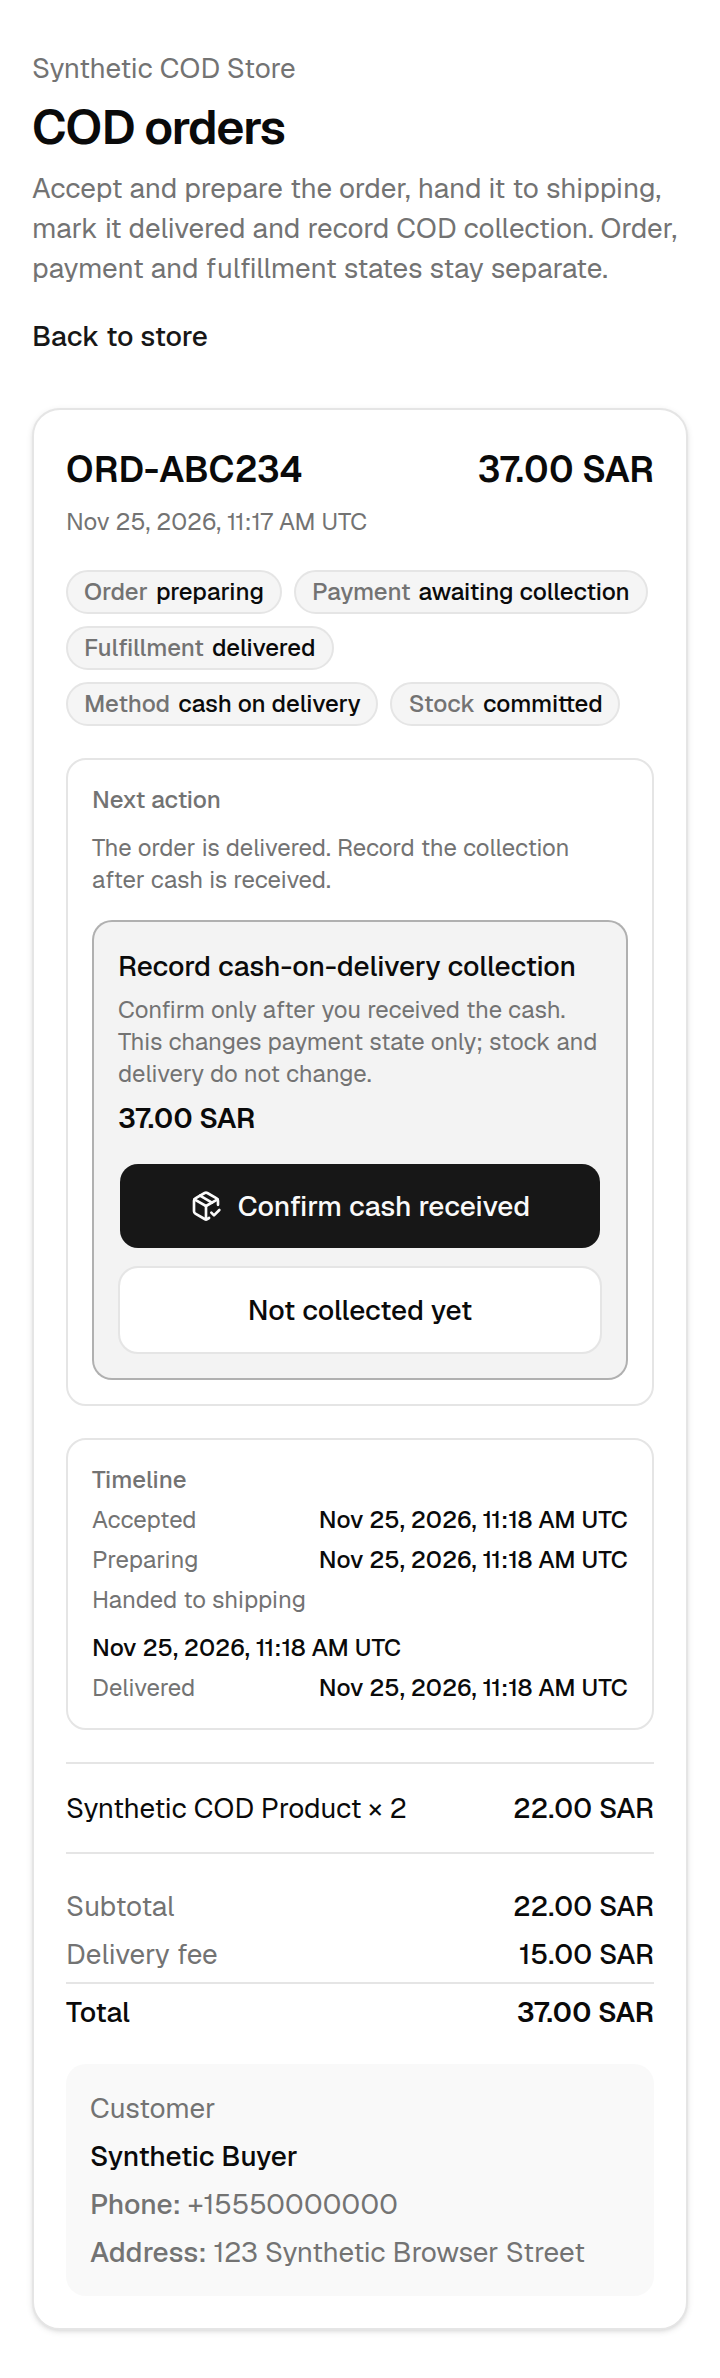 Synthetic COD Store
COD orders
Accept and prepare the order, hand it to shipping,
mark it delivered and record COD collection. Order,
payment and fulfillment states stay separate.
Back to store
ORD-ABC234 37.00 SAR
Nov 25, 2026, 11:17 AM UTC
Order preparing Payment awaiting collection
Fulfillment delivered
Method cash on delivery Stock committed
Next action
The order is delivered. Record the collection
after cash is received.
Record cash-on-delivery collection
Confirm only after you received the cash.
This changes payment state only; stock and
delivery do not change.
37.00 SAR
Confirm cash received
Not collected yet
Timeline
Accepted Nov 25, 2026, 11:18 AM UTC
Preparing Nov 25, 2026, 11:18 AM UTC
Handed to shipping
Nov 25, 2026, 11:18 AM UTC
Delivered Nov 25, 2026, 11:18 AM UTC
Synthetic COD Product × 2 22.00 SAR
Subtotal 22.00 SAR
Delivery fee 15.00 SAR
Total 37.00 SAR
Customer
Synthetic Buyer
Phone: +15550000000
Address: 123 Synthetic Browser Street